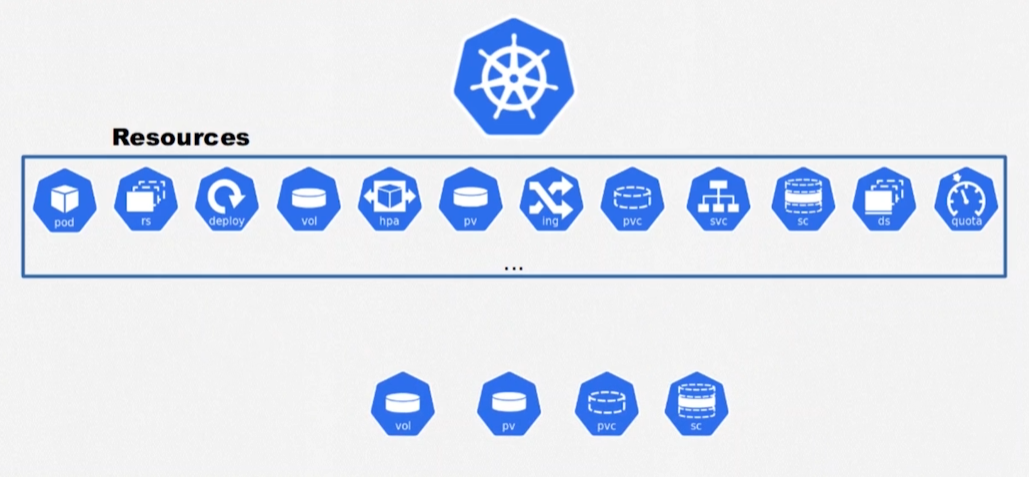 Resources
pod rs deploy vol hpa pv ing pvc svc sc ds quota
...
vol pv pvc sc